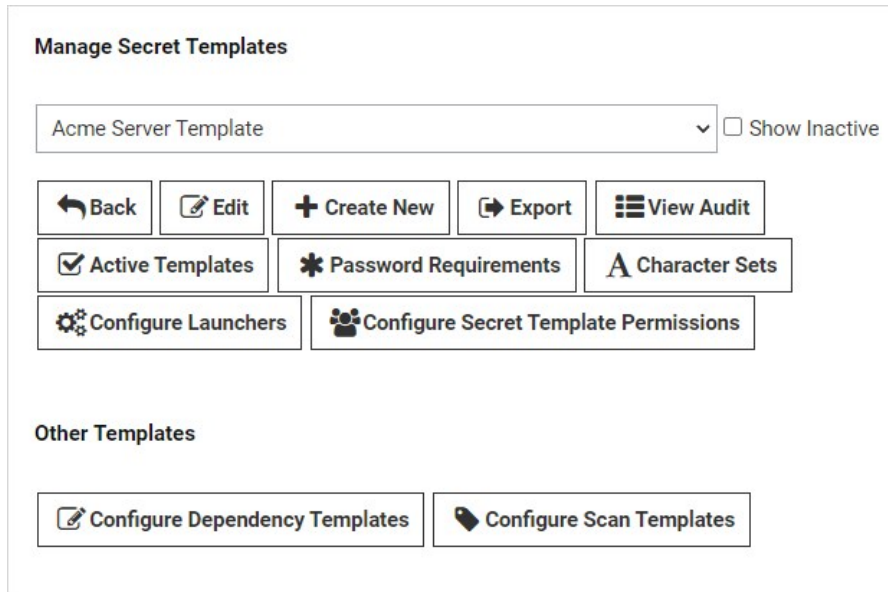 Manage Secret Templates
Acme Server Template Show Inactive
Back Edit Create New Export View Audit
Active Templates Password Requirements Character Sets
Configure Launchers Configure Secret Template Permissions
Other Templates
Configure Dependency Templates Configure Scan Templates